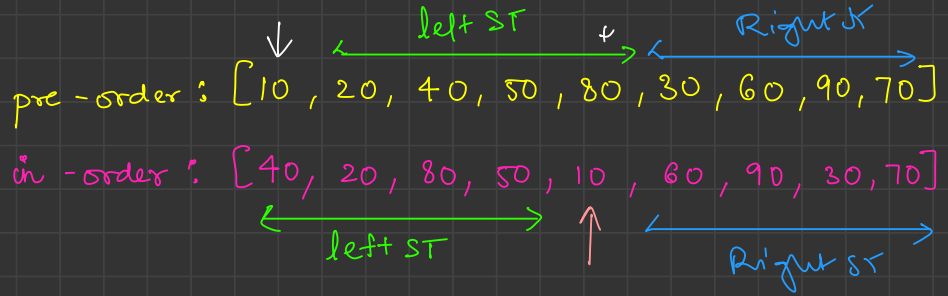 left ST Right ST
pre-order: [10, 20, 40, 50, 80, 30, 60, 90, 70]
in-order: [40, 20, 80, 50, 10, 60, 90, 30, 70]
left ST Right ST